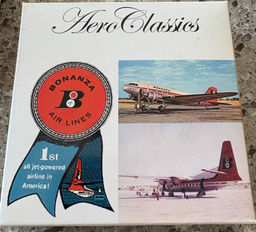 AeroClassics
BONANZA
B
AIR LINES
1st
all jet-powered
airline in
America!